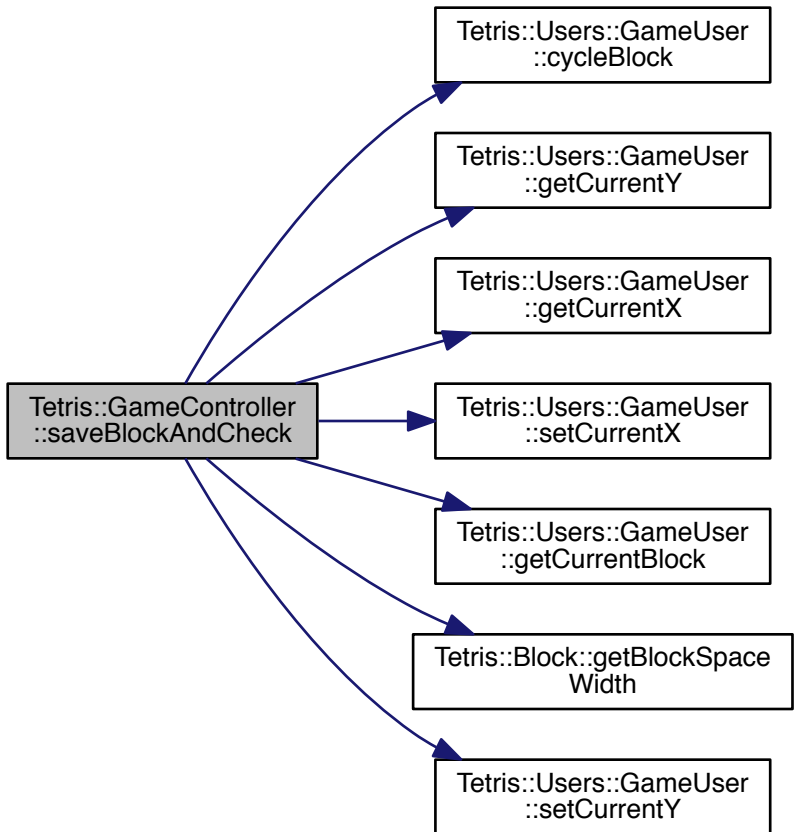 Tetris::Users::GameUser
::cycleBlock
Tetris::Users::GameUser
::getCurrentY
Tetris::Users::GameUser
::getCurrentX
Tetris::GameController
::saveBlockAndCheck
Tetris::Users::GameUser
::setCurrentX
Tetris::Users::GameUser
::getCurrentBlock
Tetris::Block::getBlockSpace
Width
Tetris::Users::GameUser
::setCurrentY